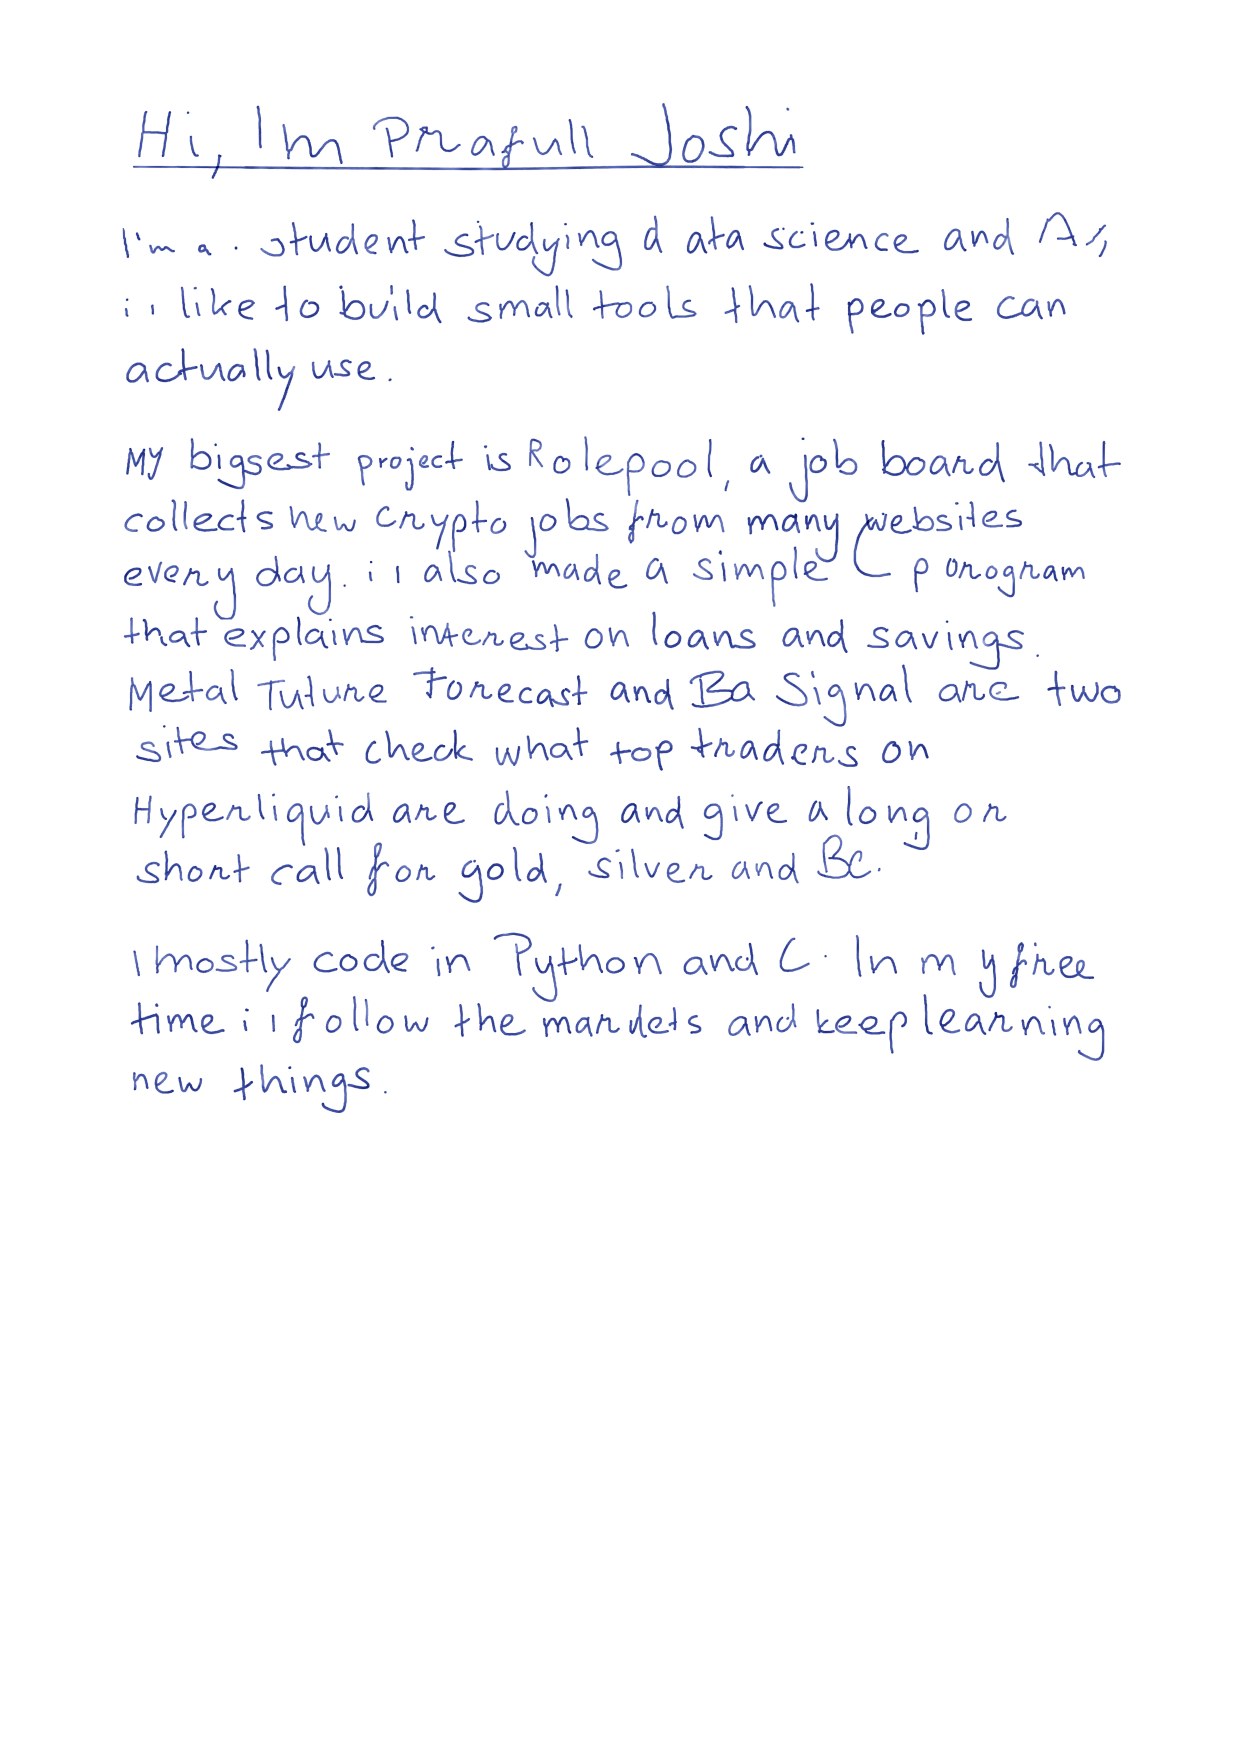 Hi, Im Prafull Joshi
I'm a . student studying d ata science and AI,
i I like to build small tools that people can
actually use.
My bigsest project is Rolepool, a job board that
collects new crypto jobs from many websites
every day. i I also made a simple C p orogram
that explains interest on loans and savings.
Metal Tuture Forecast and Ba Signal are two
sites that check what top traders on
Hyperliquid are doing and give a long or
short call for gold, silver and BC.
I mostly code in Python and C. In m y free
time i I follow the markets and keep learning
new things.